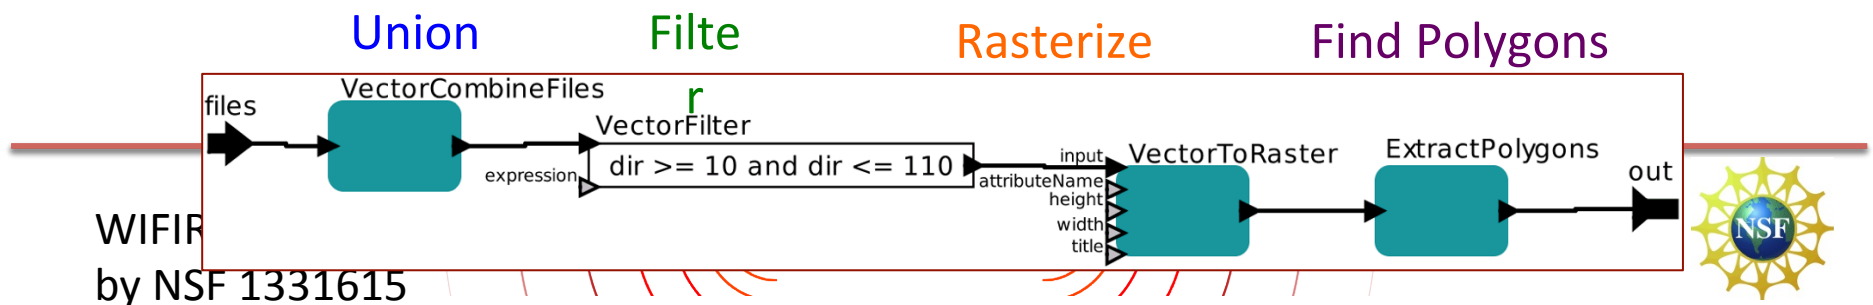 Union
Filte
r
Rasterize
Find Polygons
files
VectorCombineFiles
VectorFilter
expression
dir >= 10 and dir <= 110
input
attributeName
height
width
title
VectorToRaster
ExtractPolygons
out
WIFIR
by NSF 1331615
NSF